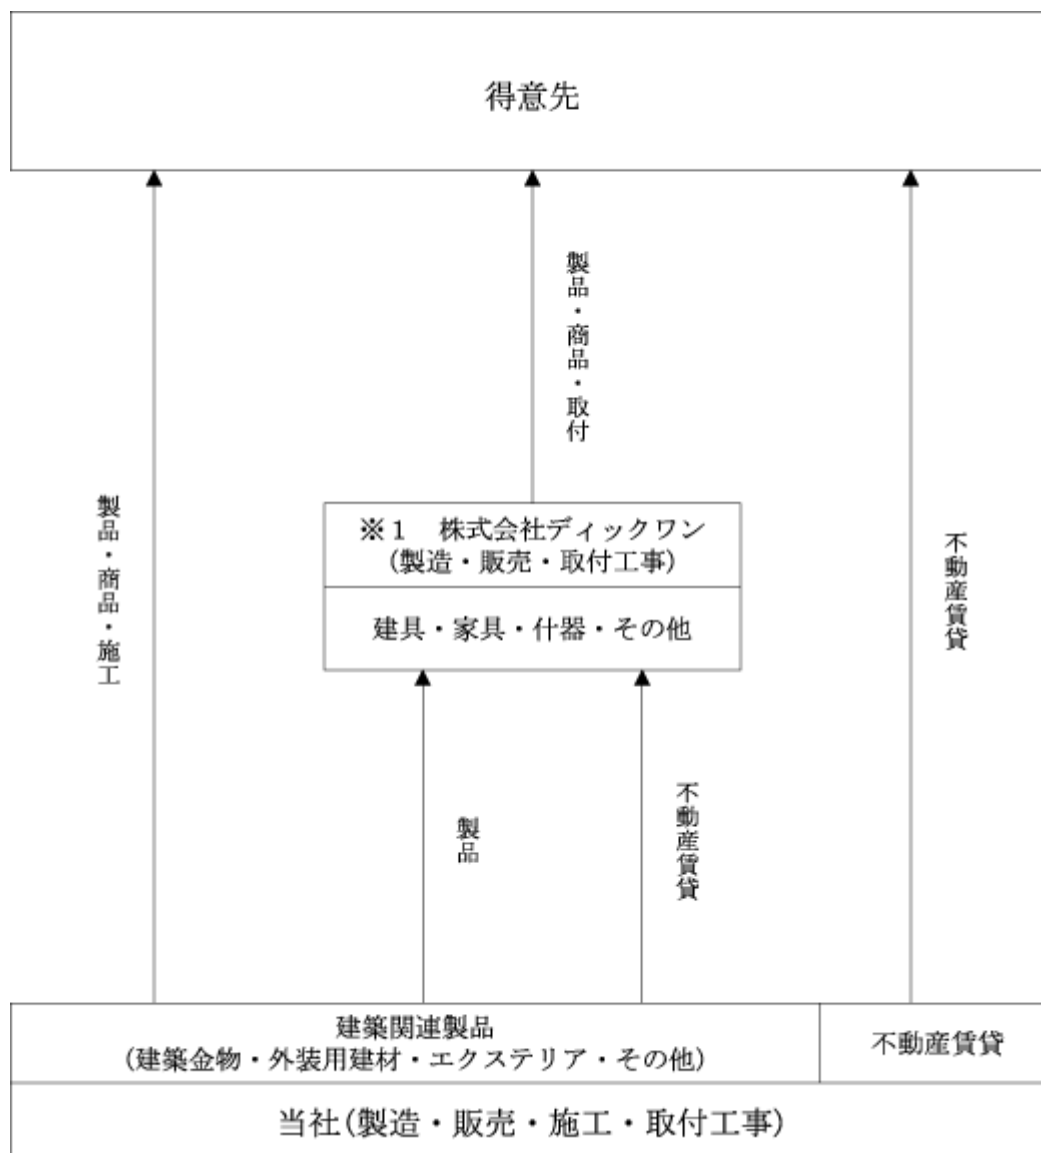 得意先
製品・商品・取付
製品・商品・施工
※１　株式会社ディックワン
(製造・販売・取付工事)
建具・家具・什器・その他
不動産賃貸
製品
不動産賃貸
建築関連製品
(建築金物・外装用建材・エクステリア・その他)
不動産賃貸
当社(製造・販売・施工・取付工事)